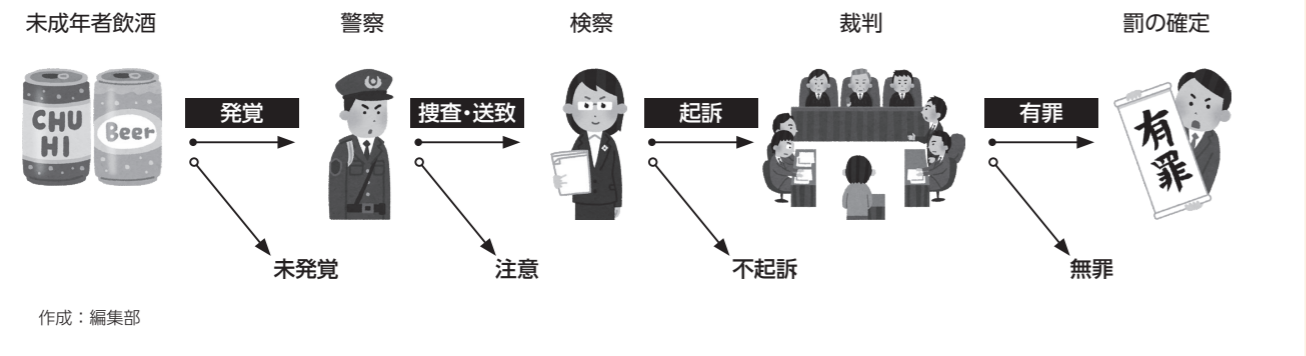 未成年者飲酒
警察
検察
裁判
罰の確定
CHU
HI
Beer
発覚
捜査・送致
起訴
有罪
有罪
未発覚
注意
不起訴
無罪
作成：編集部